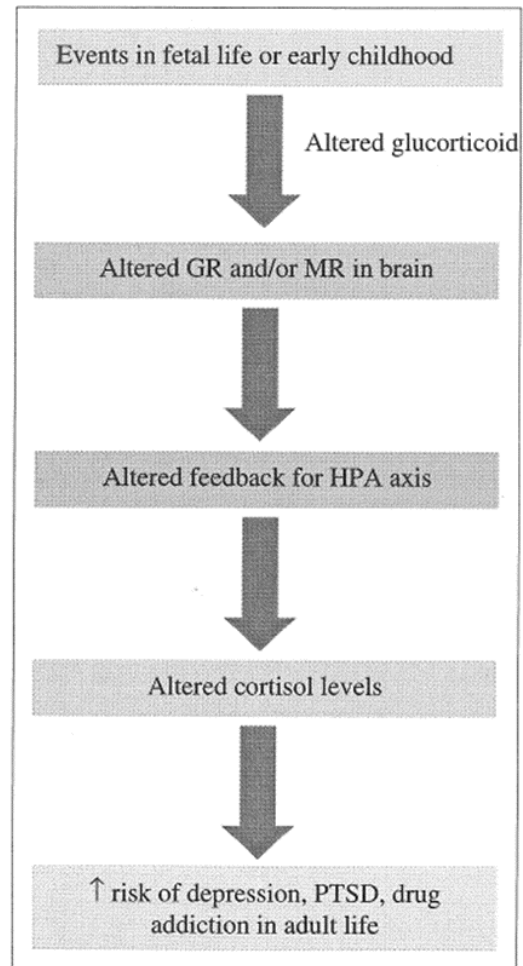 Events in fetal life or early childhood
Altered glucorticoid
Altered GR and/or MR in brain
Altered feedback for HPA axis
Altered cortisol levels
↑ risk of depression, PTSD, drug
addiction in adult life